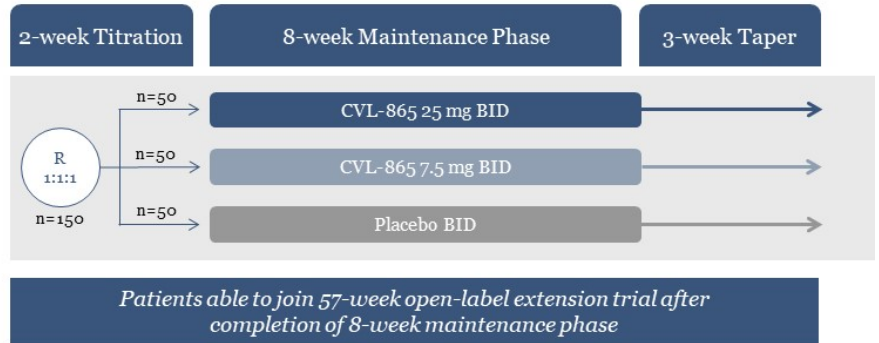 2-week Titration
8-week Maintenance Phase
3-week Taper
n=50
CVL-865 25 mg BID
R
1:1:1
n=150
n=50
CVL-865 7.5 mg BID
n=50
Placebo BID
Patients able to join 57-week open-label extension trial after
completion of 8-week maintenance phase